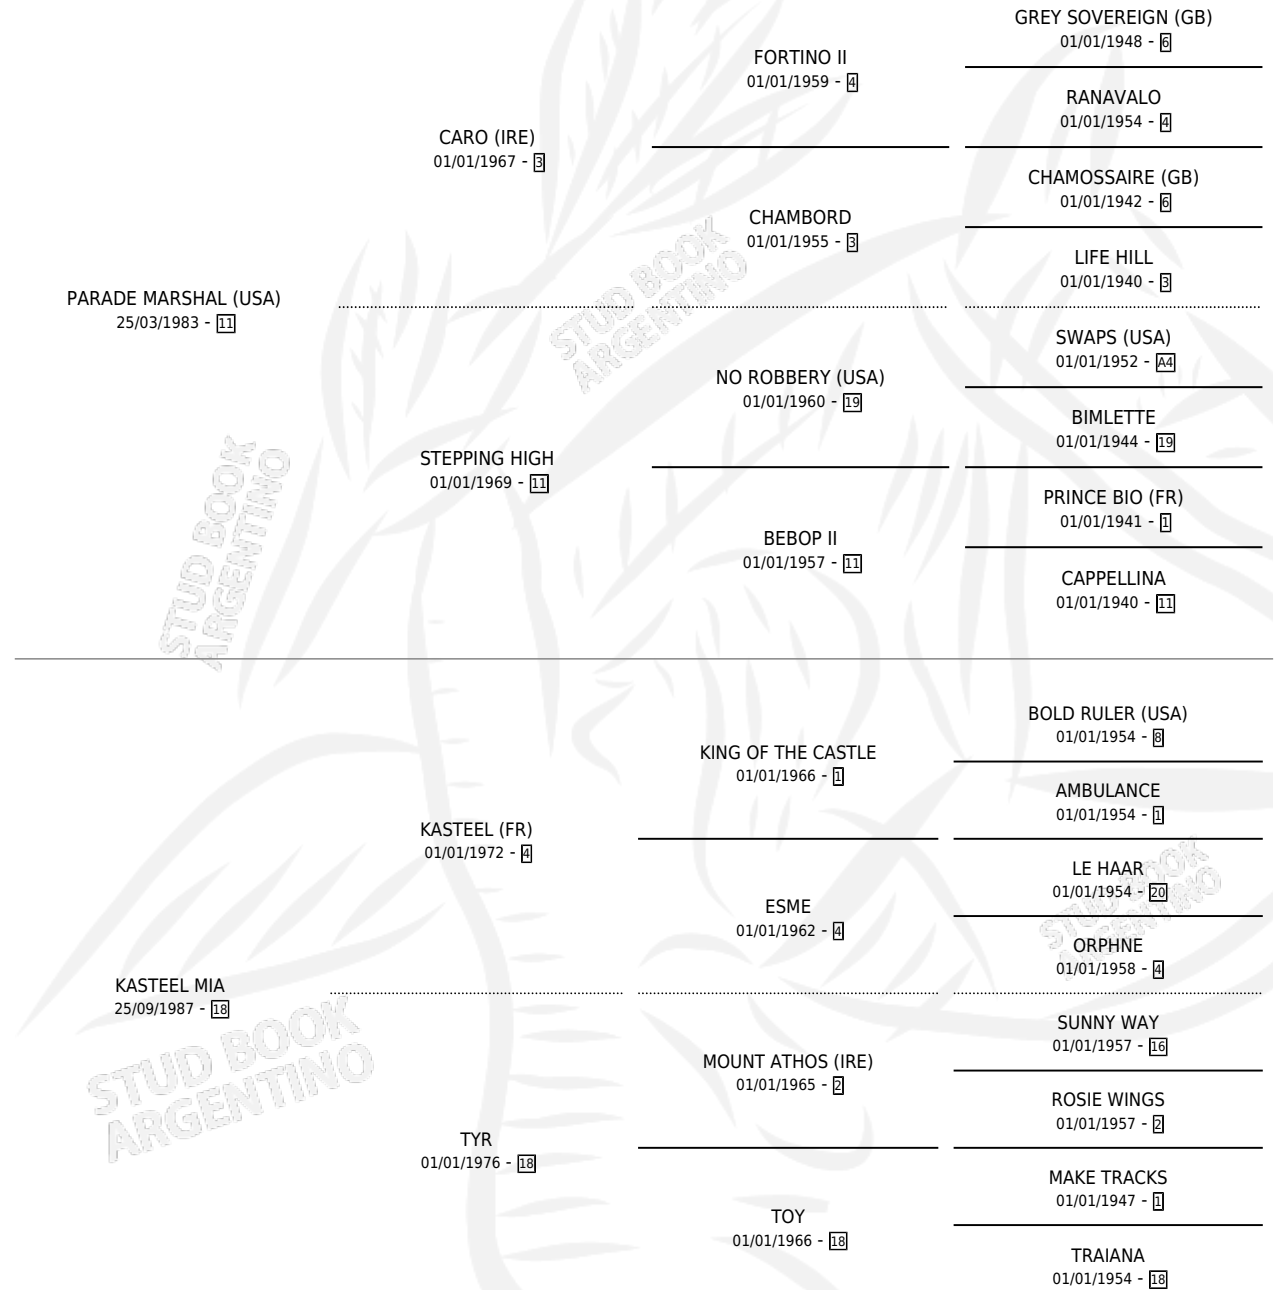 GREY SOVEREIGN (GB)
01/01/1948 - 6
FORTINO II
01/01/1959 - 4
RANAVALO
01/01/1954 - 4
CARO (IRE)
01/01/1967 - 3
CHAMOSSAIRE (GB)
01/01/1942 - 6
CHAMBORD
01/01/1955 - 3
LIFE HILL
01/01/1940 - 3
PARADE MARSHAL (USA)
25/03/1983 - 11
SWAPS (USA)
01/01/1952 - A4
NO ROBBERY (USA)
01/01/1960 - 19
BIMLETTE
01/01/1944 - 19
STEPPING HIGH
01/01/1969 - 11
PRINCE BIO (FR)
01/01/1941 - 1
BEBOP II
01/01/1957 - 11
CAPPELLINA
01/01/1940 - 11
BOLD RULER (USA)
01/01/1954 - 8
KING OF THE CASTLE
01/01/1966 - 1
AMBULANCE
01/01/1954 - 1
KASTEEL (FR)
01/01/1972 - 4
LE HAAR
01/01/1954 - 20
ESME
01/01/1962 - 4
ORPHNE
01/01/1958 - 4
KASTEEL MIA
25/09/1987 - 18
SUNNY WAY
01/01/1957 - 16
MOUNT ATHOS (IRE)
01/01/1965 - 2
ROSIE WINGS
01/01/1957 - 2
TYR
01/01/1976 - 18
MAKE TRACKS
01/01/1947 - 1
TOY
01/01/1966 - 18
TRAIANA
01/01/1954 - 18
STUD BOOK
ARGENTINO
STUD BOOK
ARGENTINO
STUD BOOK
ARGENTINO
STUD BOOK
ARGENTINO